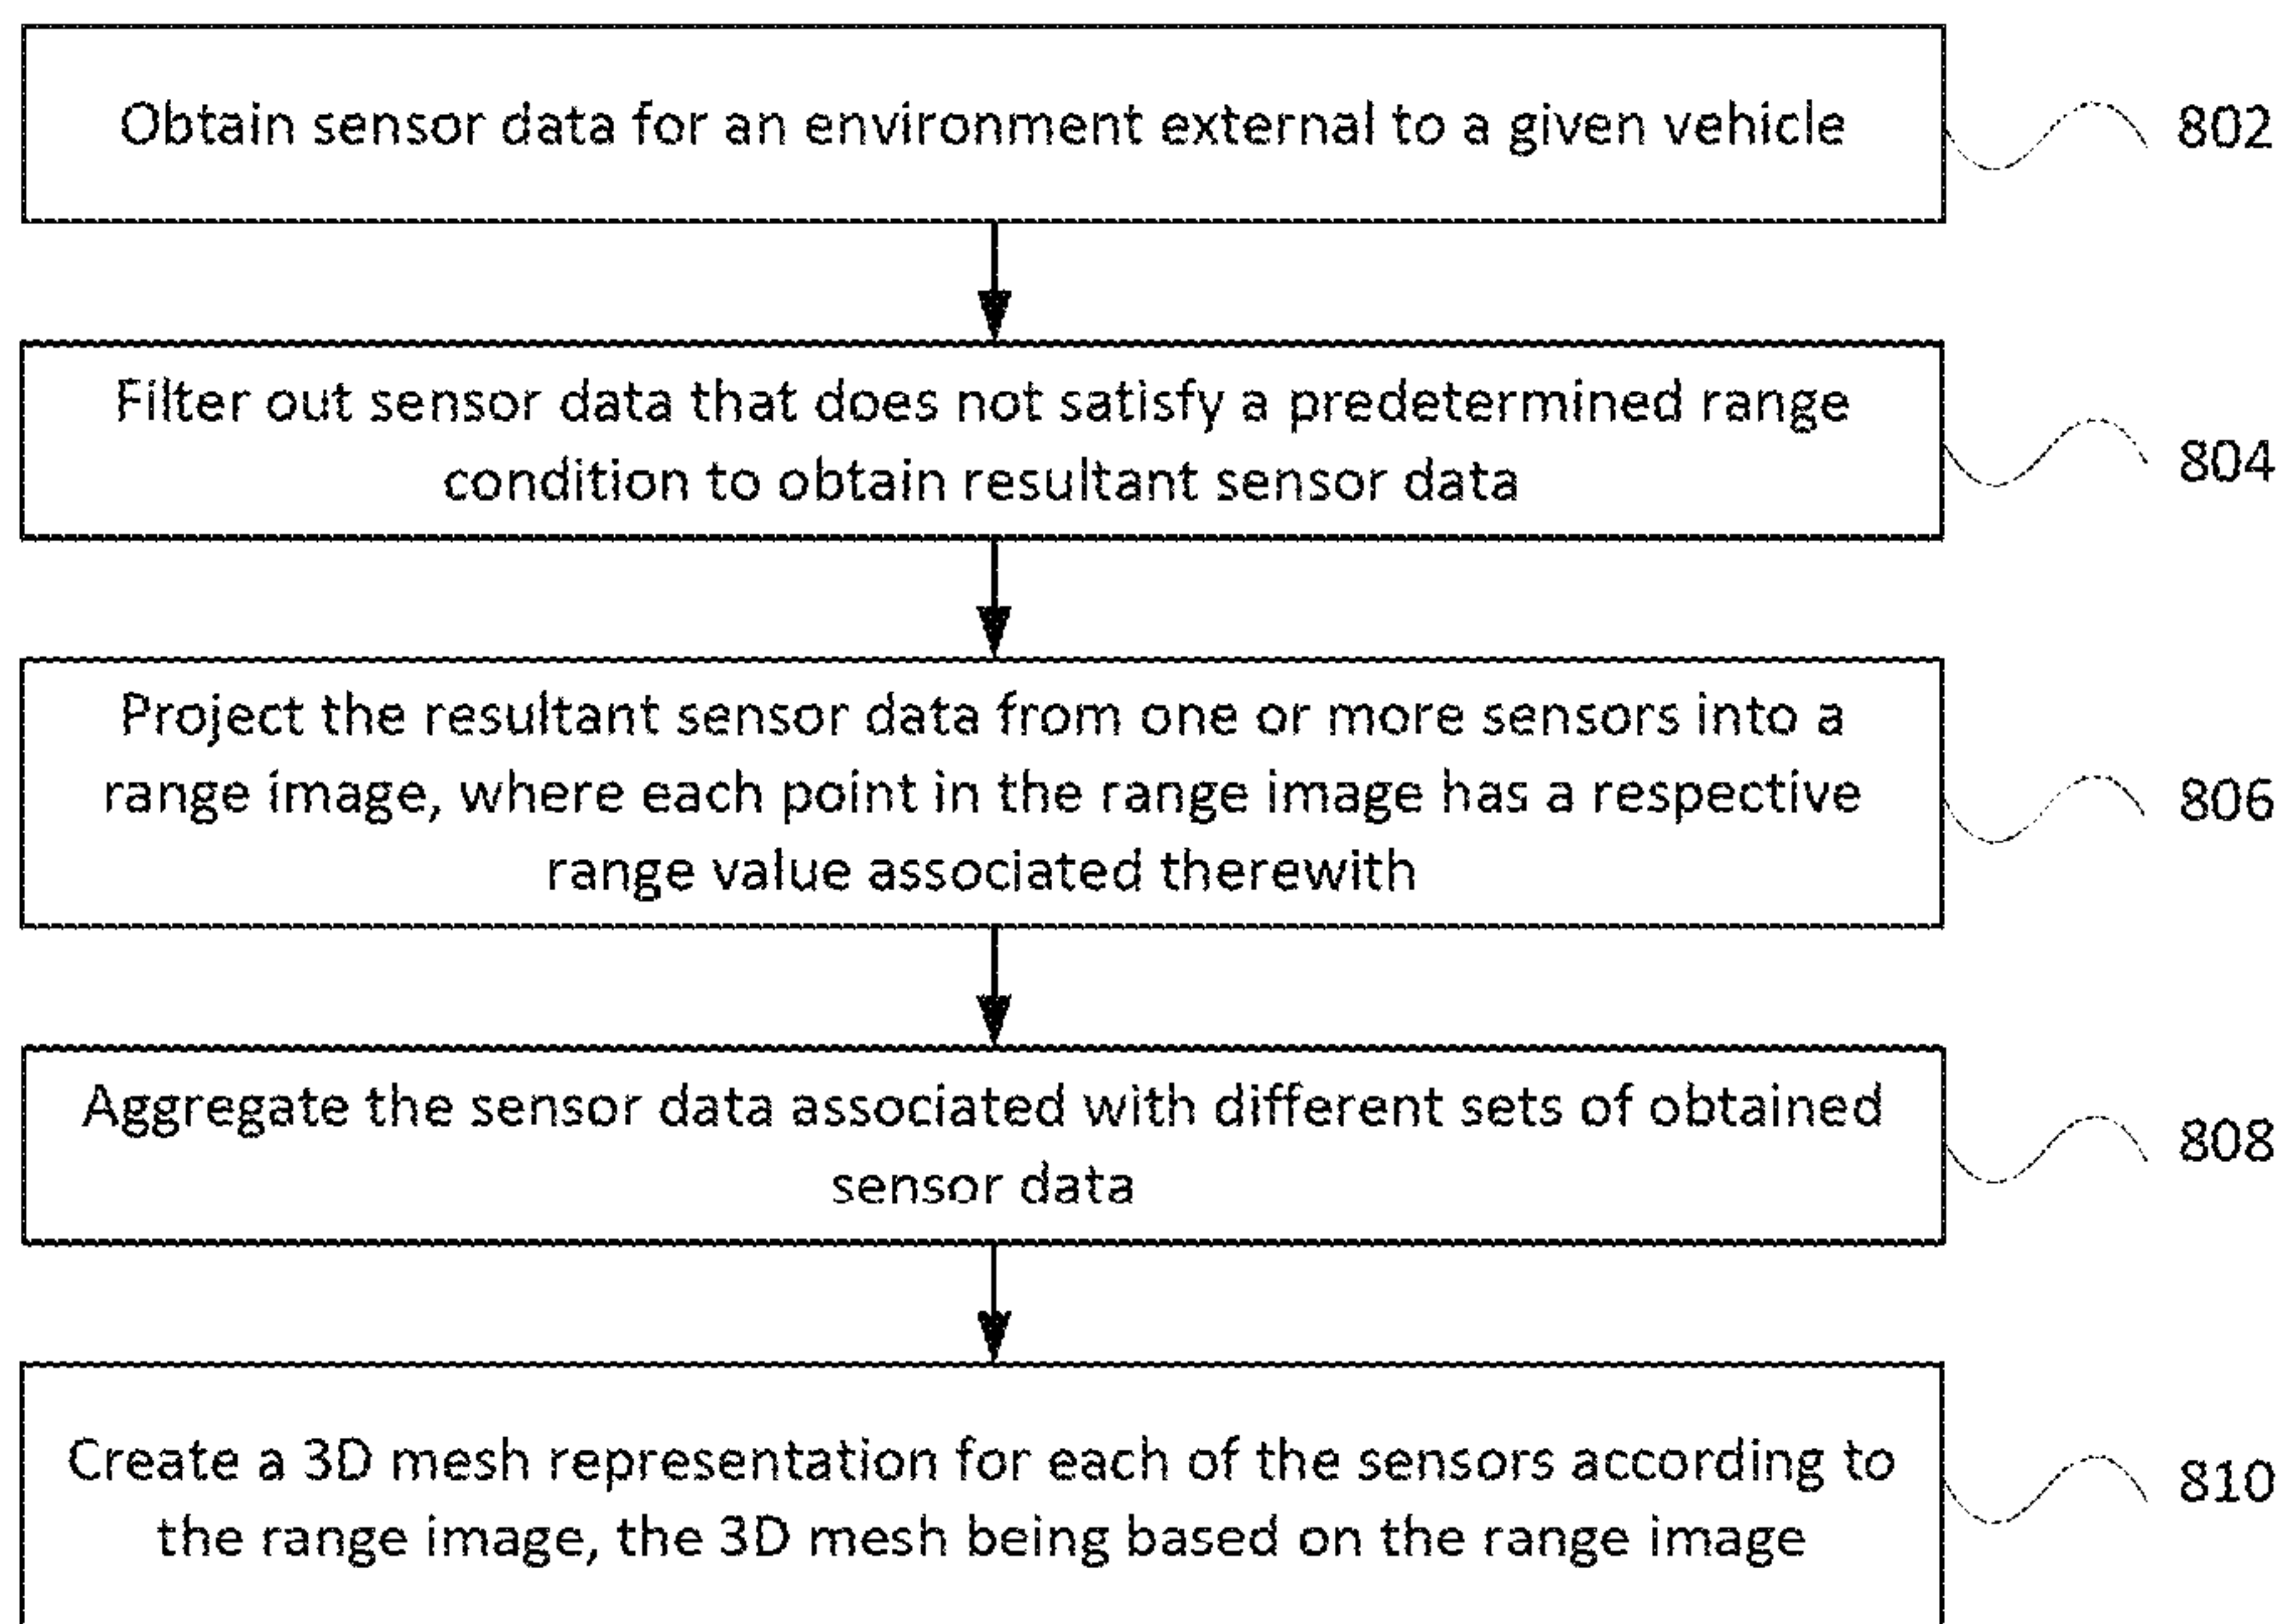 Obtain sensor data for an environment external to a given vehicle
802
Filter out sensor data that does not satisfy a predetermined range
condition to obtain resultant sensor data
804
Project the resultant sensor data from one or more sensors into a
range image, where each point in the range image has a respective
range value associated therewith
806
Aggregate the sensor data associated with different sets of obtained
sensor data
808
Create a 3D mesh representation for each of the sensors according to
the range image, the 3D mesh being based on the range image
810